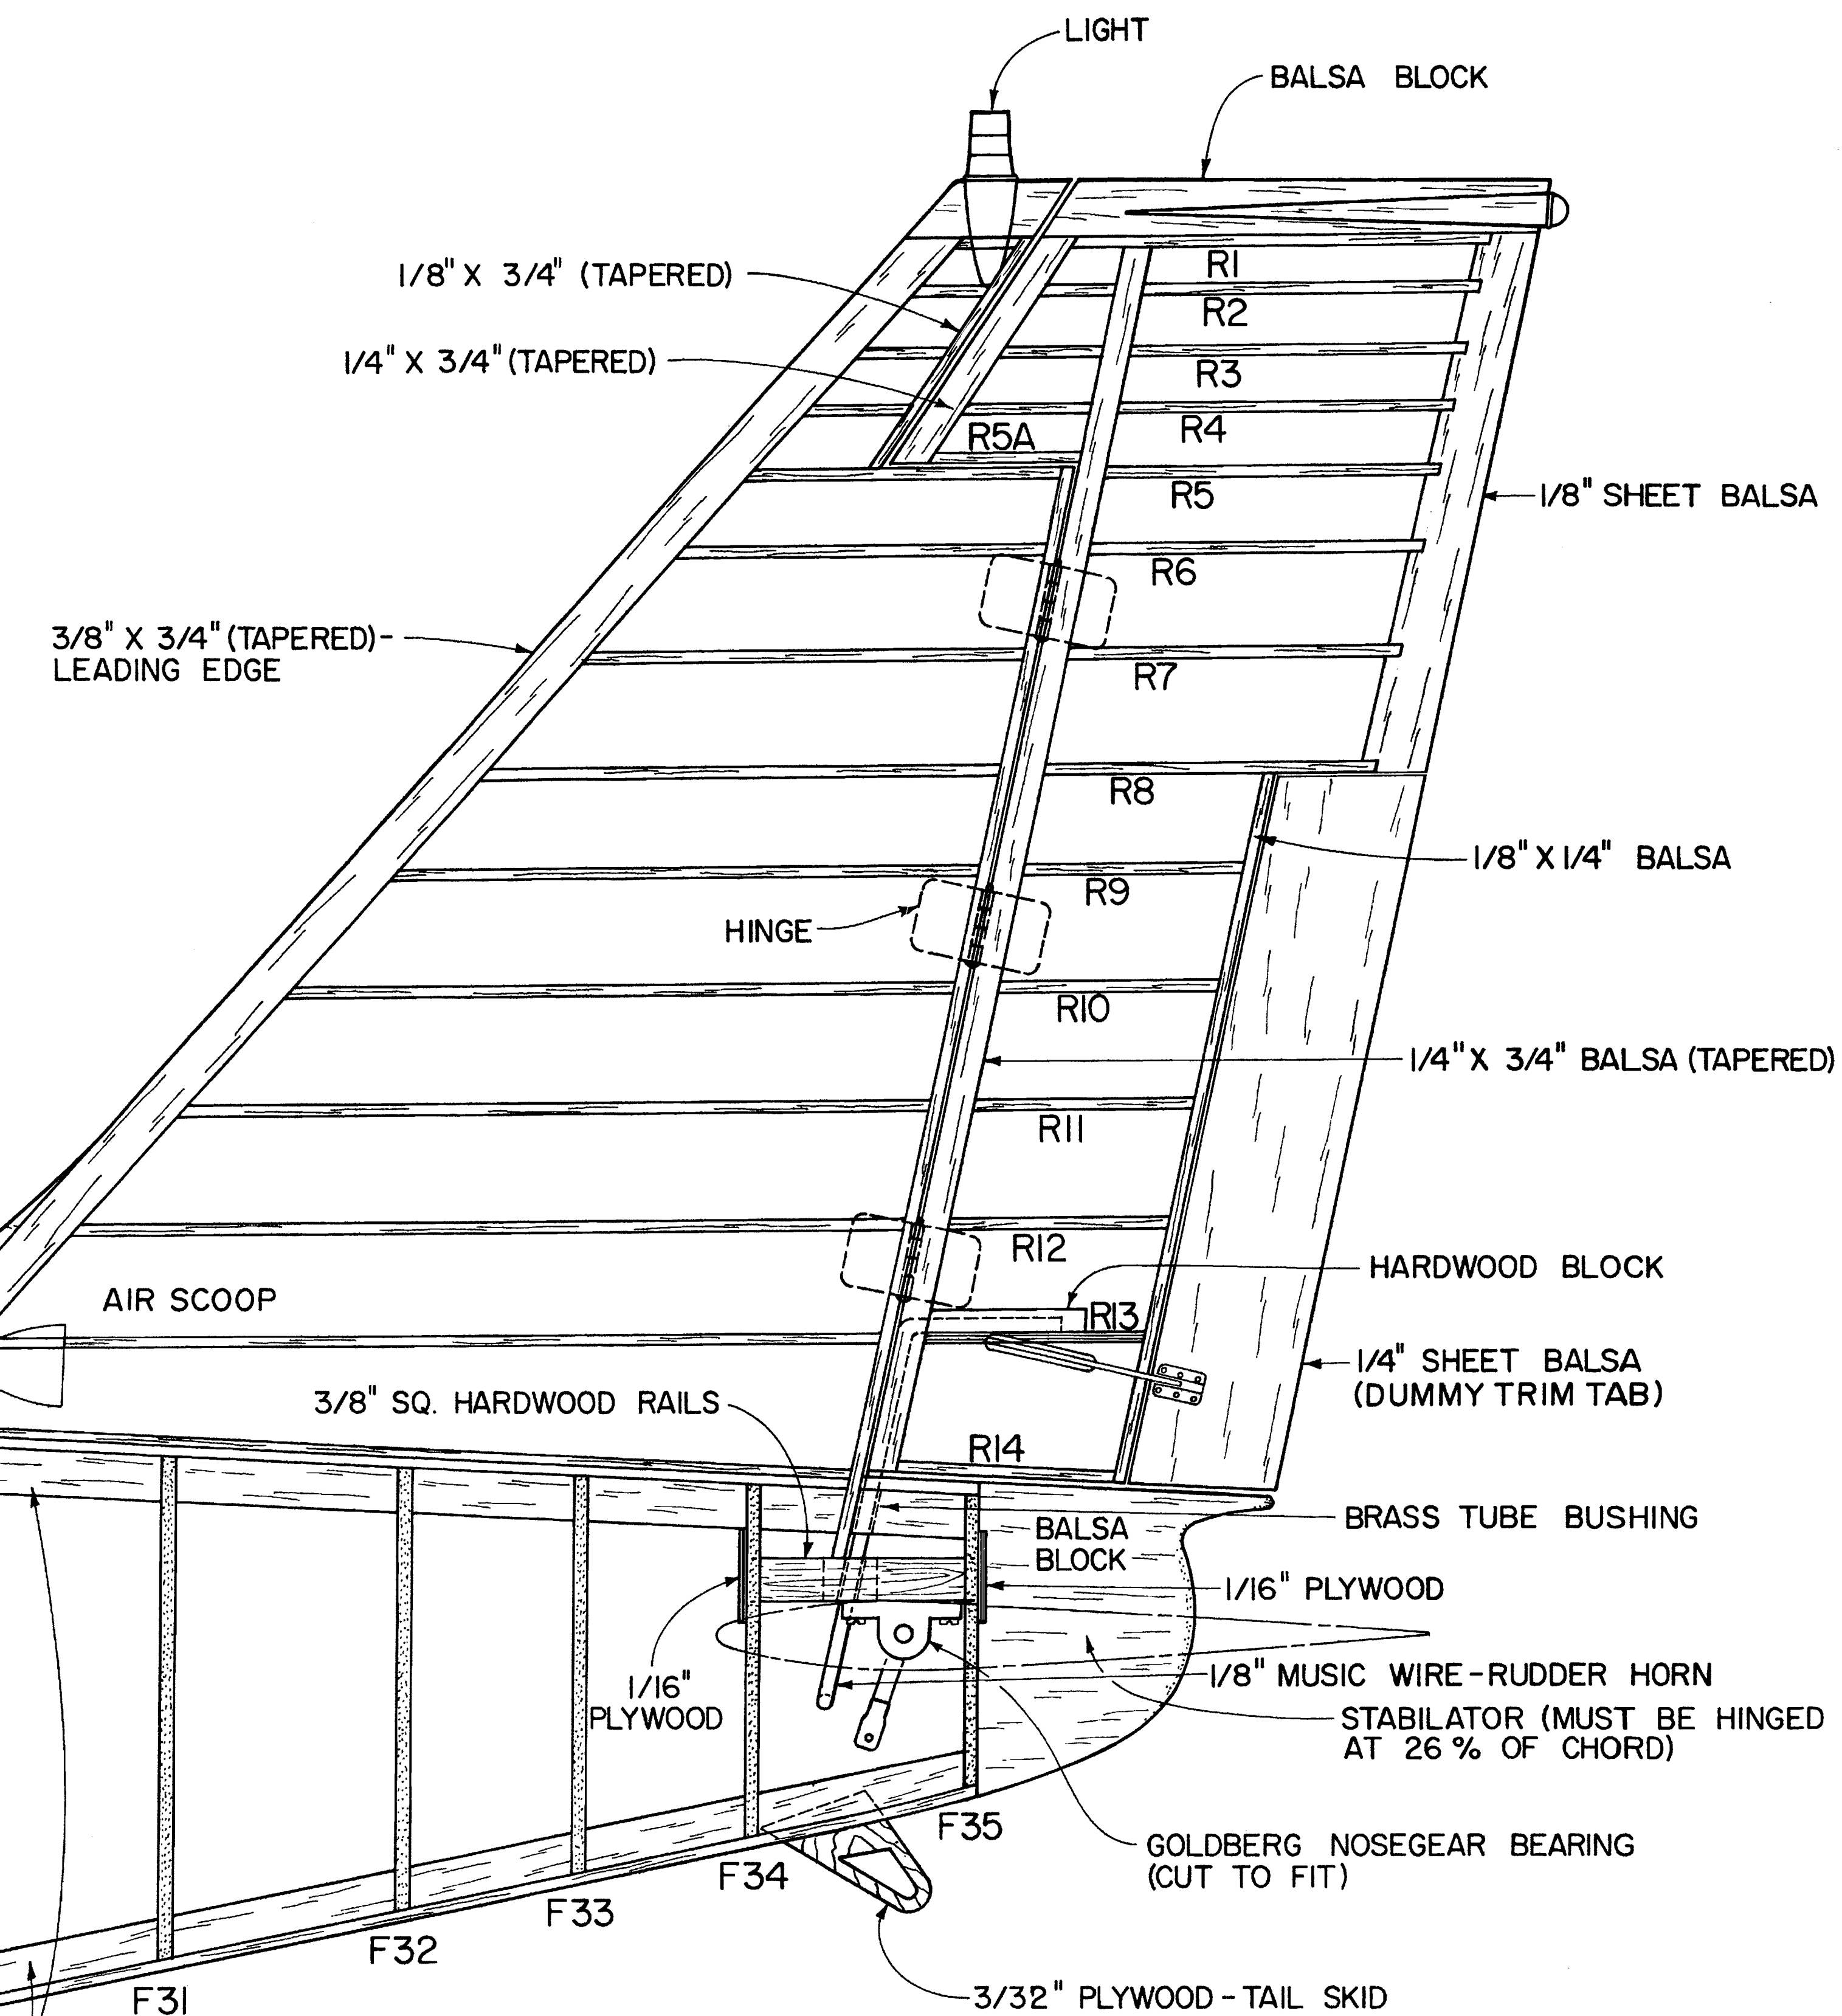 LIGHT
BALSA BLOCK
1/8" X 3/4" (TAPERED)
R1
R2
1/4" X 3/4" (TAPERED)
R3
R4
R5A
R5
1/8" SHEET BALSA
R6
3/8" X 3/4" (TAPERED)-
LEADING EDGE
R7
R8
1/8" X 1/4" BALSA
R9
HINGE
R10
1/4" X 3/4" BALSA (TAPERED)
R11
R12
HARDWOOD BLOCK
AIR SCOOP
R13
1/4" SHEET BALSA
(DUMMY TRIM TAB)
3/8" SQ. HARDWOOD RAILS
R14
BRASS TUBE BUSHING
BALSA
BLOCK
1/16" PLYWOOD
1/16"
PLYWOOD
1/8" MUSIC WIRE-RUDDER HORN
STABILATOR (MUST BE HINGED
AT 26% OF CHORD)
F35
GOLDBERG NOSEGEAR BEARING
(CUT TO FIT)
F34
F33
F32
F31
3/32" PLYWOOD-TAIL SKID